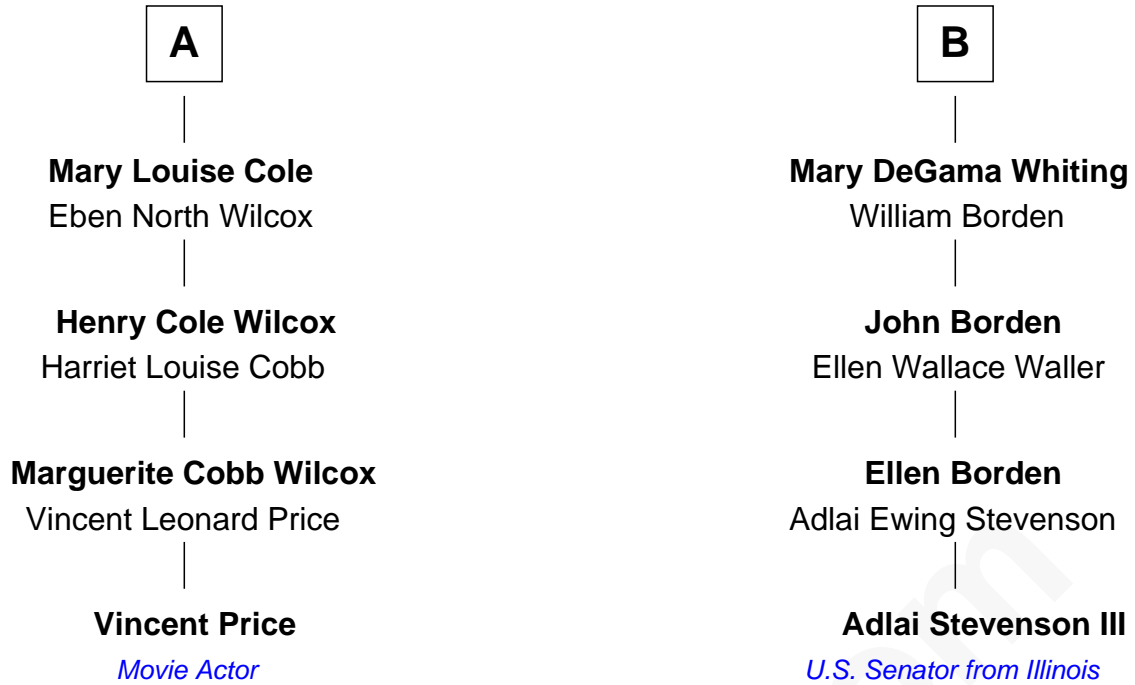 A
B
Mary Louise Cole
Eben North Wilcox
Mary DeGama Whiting
William Borden
Henry Cole Wilcox
Harriet Louise Cobb
John Borden
Ellen Wallace Waller
Marguerite Cobb Wilcox
Vincent Leonard Price
Ellen Borden
Adlai Ewing Stevenson
Vincent Price
Movie Actor
Adlai Stevenson III
U.S. Senator from Illinois